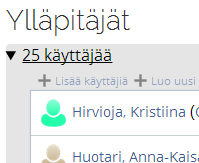 Ylläpitäjät
▼ 25 käyttäjää
+ Lisää käyttäjiä + Luo uusi
Hirvioja, Kristiina (
Huotari, Anna-Kaisa